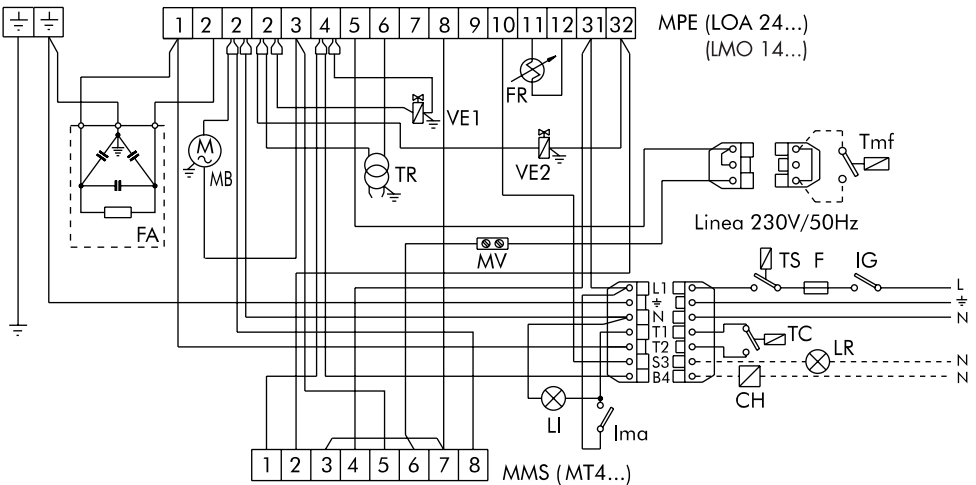 1 2 2 2 3 4 5 6 7 8 9 10 11 12 31 32 MPE (LOA 24...)
(LMO 14...)
FR
VE1
M
MB
VE2
Tmf
TR
Linea 230V/50Hz
FA
MV
TS F IG
L1 L
N N
T1 TC
T2
S3 LR N
B4 N
CH
LI
Ima
1 2 3 4 5 6 7 8 MMS (MT4...)